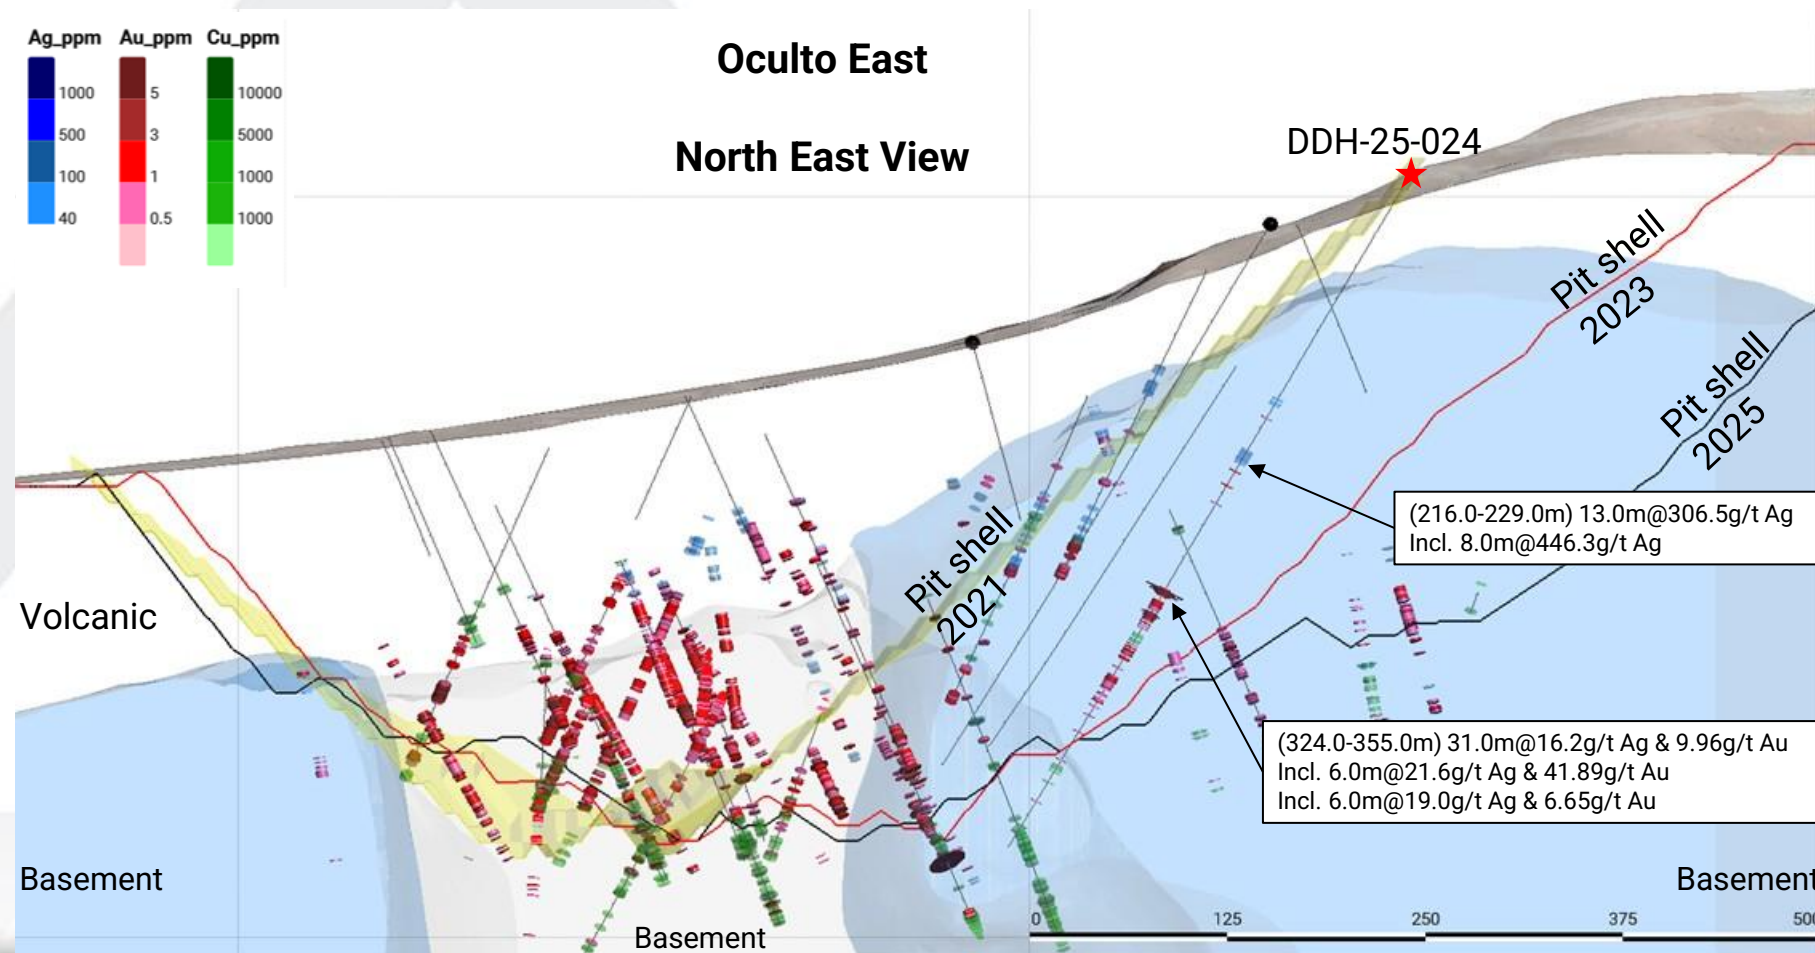 Oculto East
North East View
Ag_ppm Au_ppm Cu_ppm
1000 5 10000
500 3 5000
100 1 1000
40 0.5 1000
DDH-25-024
Pit shell
2023
Pit shell
2025
(216.0-229.0m) 13.0m@306.5g/t Ag
Incl. 8.0m@446.3g/t Ag
Pit shell
2021
Volcanic
(324.0-355.0m) 31.0m@16.2g/t Ag & 9.96g/t Au
Incl. 6.0m@21.6g/t Ag & 41.89g/t Au
Incl. 6.0m@19.0g/t Ag & 6.65g/t Au
Basement
Basement
Basement
0 125 250 375 500